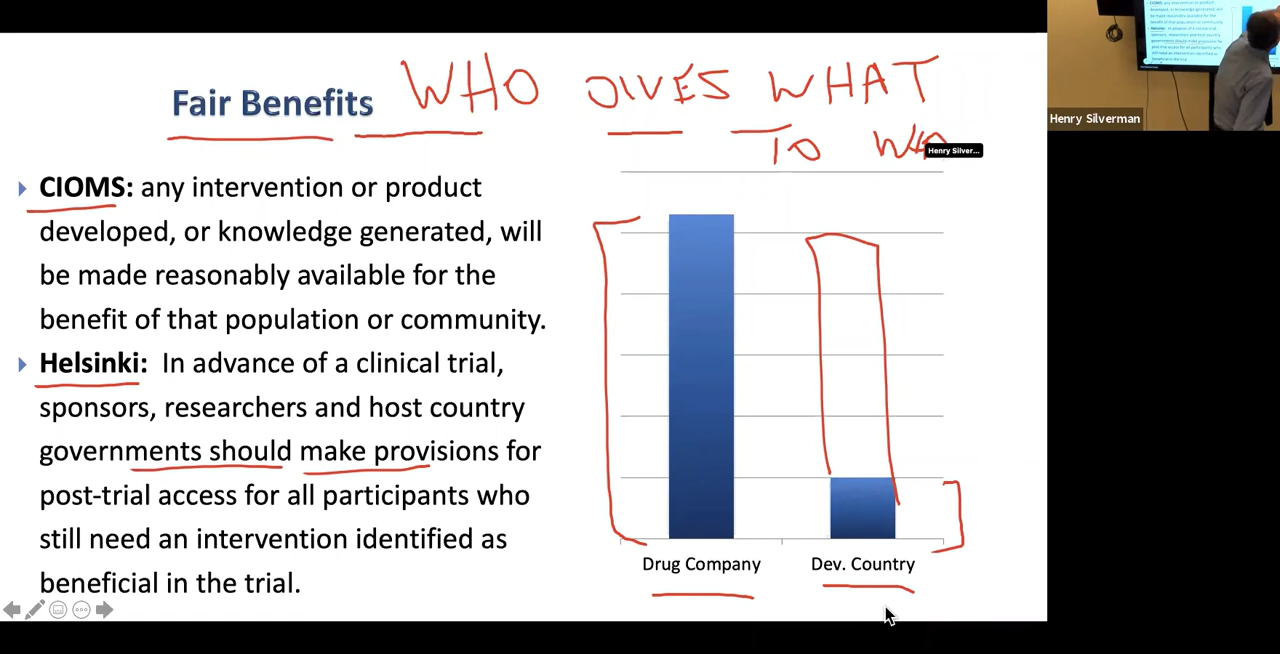 Fair Benefits WHO GIVES WHAT
TO
Henry Silver...
CIOMS: any intervention or product
developed, or knowledge generated, will
be made reasonably available for the
benefit of that population or community.
Helsinki: In advance of a clinical trial,
sponsors, researchers and host country
governments should make provisions for
post-trial access for all participants who
still need an intervention identified as
beneficial in the trial.
Drug Company
Dev. Country
Henry Silverman